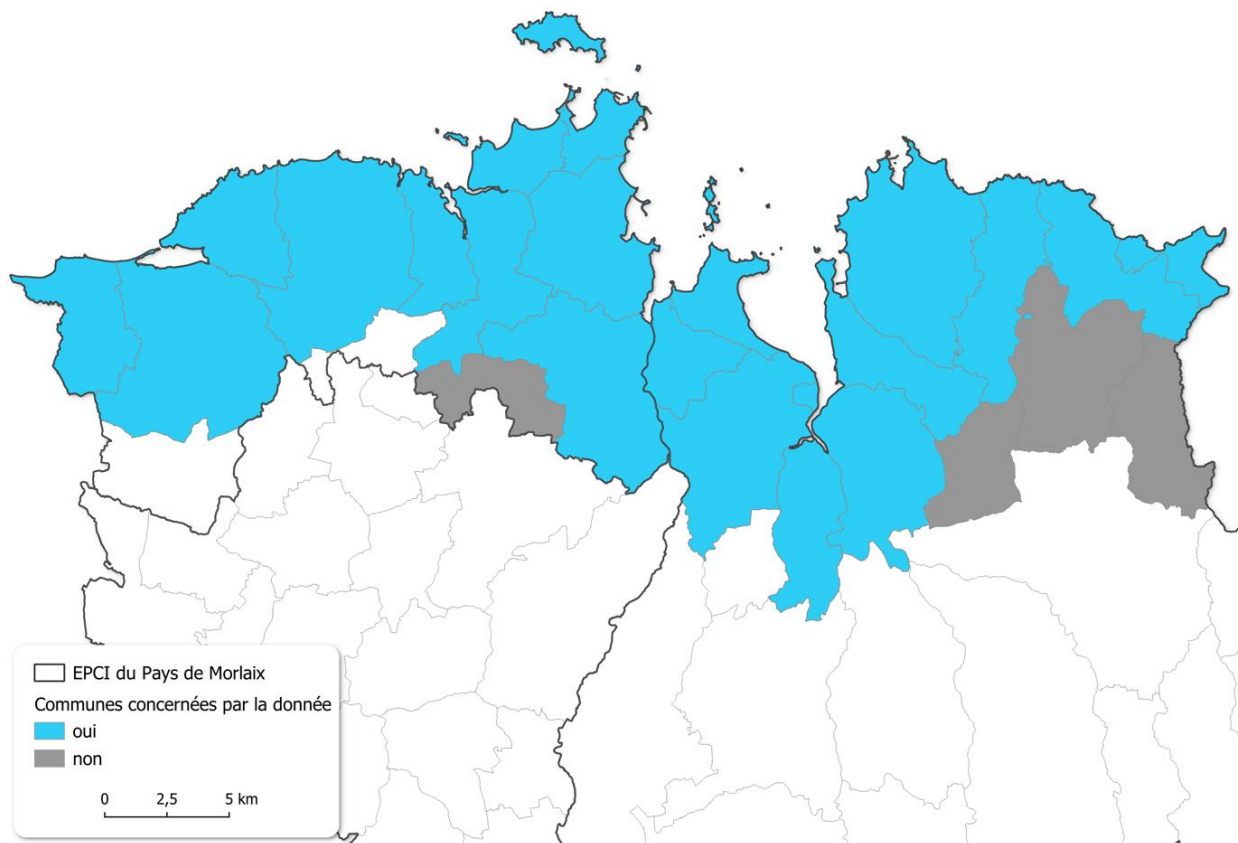 EPCI du Pays de Morlaix
Communes concernées par la donnée
oui
non
0 2,5 5 km